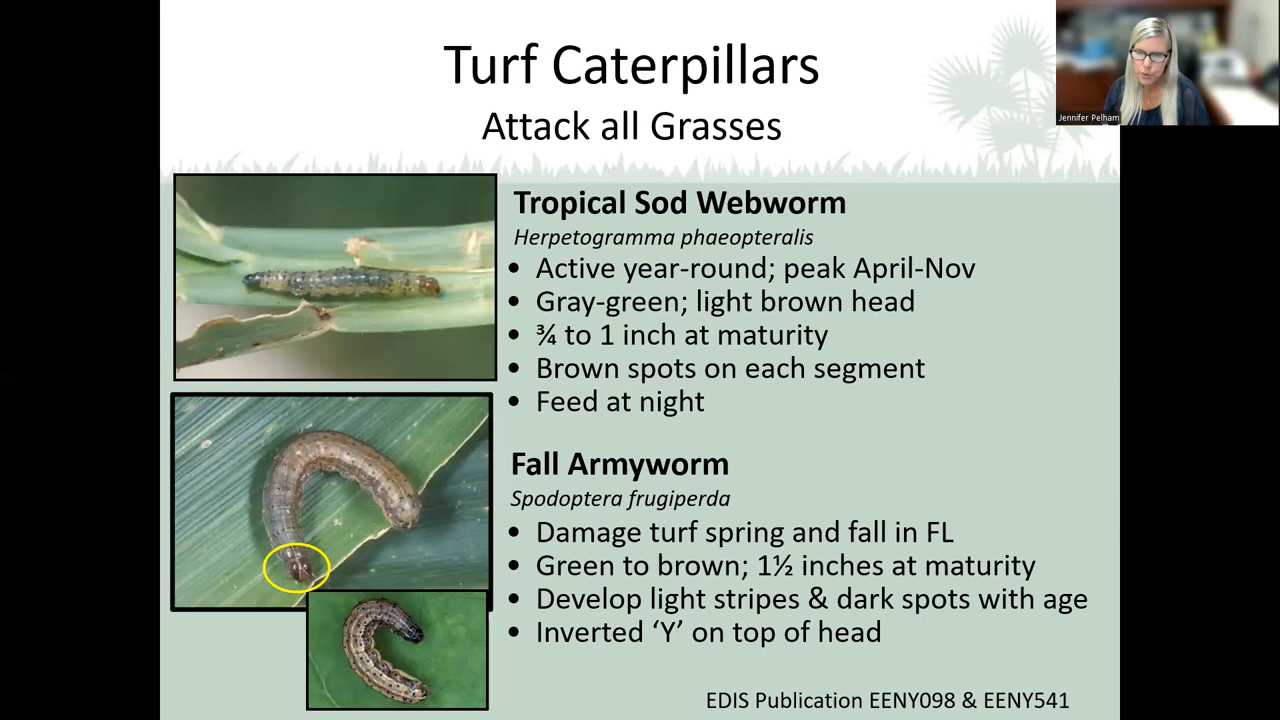 Turf Caterpillars
Attack all Grasses
Jennifer Pelham
Tropical Sod Webworm
Herpetogramma phaeopteralis
• Active year-round; peak April-Nov
• Gray-green; light brown head
• ¾ to 1 inch at maturity
• Brown spots on each segment
• Feed at night
Fall Armyworm
Spodoptera frugiperda
• Damage turf spring and fall in FL
• Green to brown; 1½ inches at maturity
• Develop light stripes & dark spots with age
• Inverted ‘Y’ on top of head
EDIS Publication EENY098 & EENY541